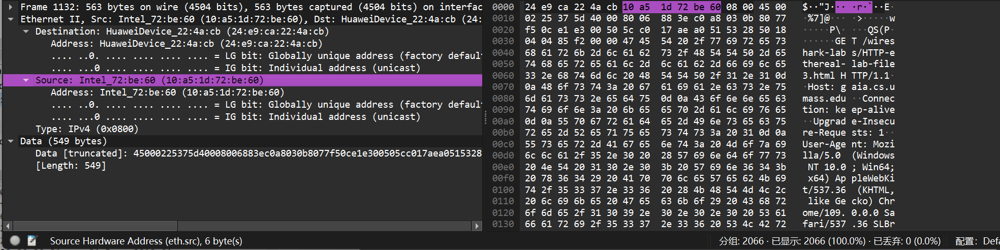 Frame 1132: 563 bytes on wire (4504 bits), 563 bytes captured (4504 bits) on interfac
Ethernet II, Src: Intel_72:be:60 (10:a5:1d:72:be:60), Dst: HuaweiDevice_22:4a:cb (24:
Destination: HuaweiDevice_22:4a:cb (24:e9:ca:22:4a:cb)
Address: HuaweiDevice_22:4a:cb (24:e9:ca:22:4a:cb)
.... ..0. .... .... .... .... = LG bit: Globally unique address (factory default
.... ...0 .... .... .... .... = IG bit: Individual address (unicast)
Source: Intel_72:be:60 (10:a5:1d:72:be:60)
Address: Intel_72:be:60 (10:a5:1d:72:be:60)
.... ..0. .... .... .... .... = LG bit: Globally unique address (factory default
.... ...0 .... .... .... .... = IG bit: Individual address (unicast)
Type: IPv4 (0x0800)
Data (549 bytes)
Data [truncated]: 45000225375d40008006883ec0a8030b8077f50ce1e300505cc017aea0515328
[Length: 549]
0000 24 e9 ca 22 4a cb 10 a5 1d 72 be 60 08 00 45 00 $··"J··· ·r·`··E·
0010 02 25 37 5d 40 00 80 06 88 3e c0 a8 03 0b 80 77 ·%7]@··· ·>·····w
0020 f5 0c e1 e3 00 50 5c c0 17 ae a0 51 53 28 50 18 ·····P\· ···QS(P·
0030 04 04 85 f2 00 00 47 45 54 20 2f 77 69 72 65 73 ······GE T /wires
0040 68 61 72 6b 2d 6c 61 62 73 2f 48 54 54 50 2d 65 hark-lab s/HTTP-e
0050 74 68 65 72 65 61 6c 2d 6c 61 62 2d 66 69 6c 65 thereal- lab-file
0060 33 2e 68 74 6d 6c 20 48 54 54 50 2f 31 2e 31 0d 3.html H TTP/1.1·
0070 0a 48 6f 73 74 3a 20 67 61 69 61 2e 63 73 2e 75 ·Host: g aia.cs.u
0080 6d 61 73 73 2e 65 64 75 0d 0a 43 6f 6e 6e 65 63 mass.edu ··Connec
0090 74 69 6f 6e 3a 20 6b 65 65 70 2d 61 6c 69 76 65 tion: ke ep-alive
00a0 0d 0a 55 70 67 72 61 64 65 2d 49 6e 73 65 63 75 ··Upgrad e-Insecu
00b0 72 65 2d 52 65 71 75 65 73 74 73 3a 20 31 0d 0a re-Reque sts: 1··
00c0 55 73 65 72 2d 41 67 65 6e 74 3a 20 4d 6f 7a 69 User-Age nt: Mozi
00d0 6c 6c 61 2f 35 2e 30 20 28 57 69 6e 64 6f 77 73 lla/5.0 (Windows
00e0 20 4e 54 20 31 30 2e 30 3b 20 57 69 6e 36 34 3b NT 10.0 ; Win64;
00f0 20 78 36 34 29 20 41 70 70 6c 65 57 65 62 4b 69 x64) Ap pleWebKi
0100 74 2f 35 33 37 2e 33 36 20 28 4b 48 54 4d 4c 2c t/537.36 (KHTML,
0110 20 6c 69 6b 65 20 47 65 63 6b 6f 29 20 43 68 72 like Ge cko) Chr
0120 6f 6d 65 2f 31 30 39 2e 30 2e 30 2e 30 20 53 61 ome/109. 0.0.0 Sa
0130 66 61 72 69 2f 35 33 37 2e 33 36 20 53 4c 42 72 fari/537 .36 SLBr
Source Hardware Address (eth.src), 6 byte(s)
分组: 2066 · 已显示: 2066 (100.0%) · 已丢弃: 0 (0.0%)
配置: Defa